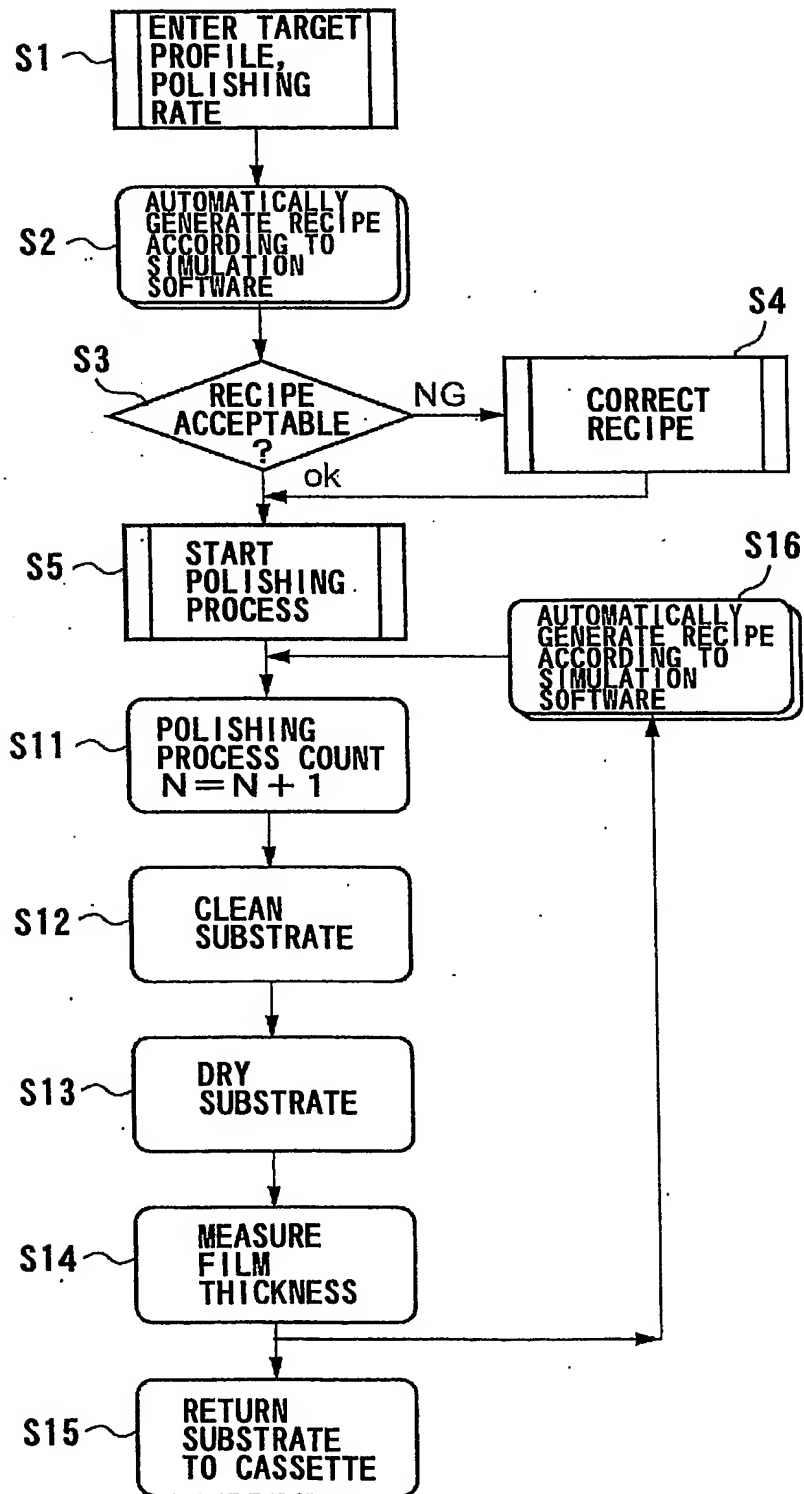 S1
ENTER TARGET
PROFILE,
POLISHING
RATE
S2
AUTOMATICALLY
GENERATE RECIPE
ACCORDING TO
SIMULATION
SOFTWARE
S3
RECIPE
ACCEPTABLE
?
NG
S4
CORRECT
RECIPE
ok
S5
START
POLISHING
PROCESS
S16
AUTOMATICALLY
GENERATE RECIPE
ACCORDING TO
SIMULATION
SOFTWARE
S11
POLISHING
PROCESS COUNT
N=N+1
S12
CLEAN
SUBSTRATE
S13
DRY
SUBSTRATE
S14
MEASURE
FILM
THICKNESS
S15
RETURN
SUBSTRATE
TO CASSETTE